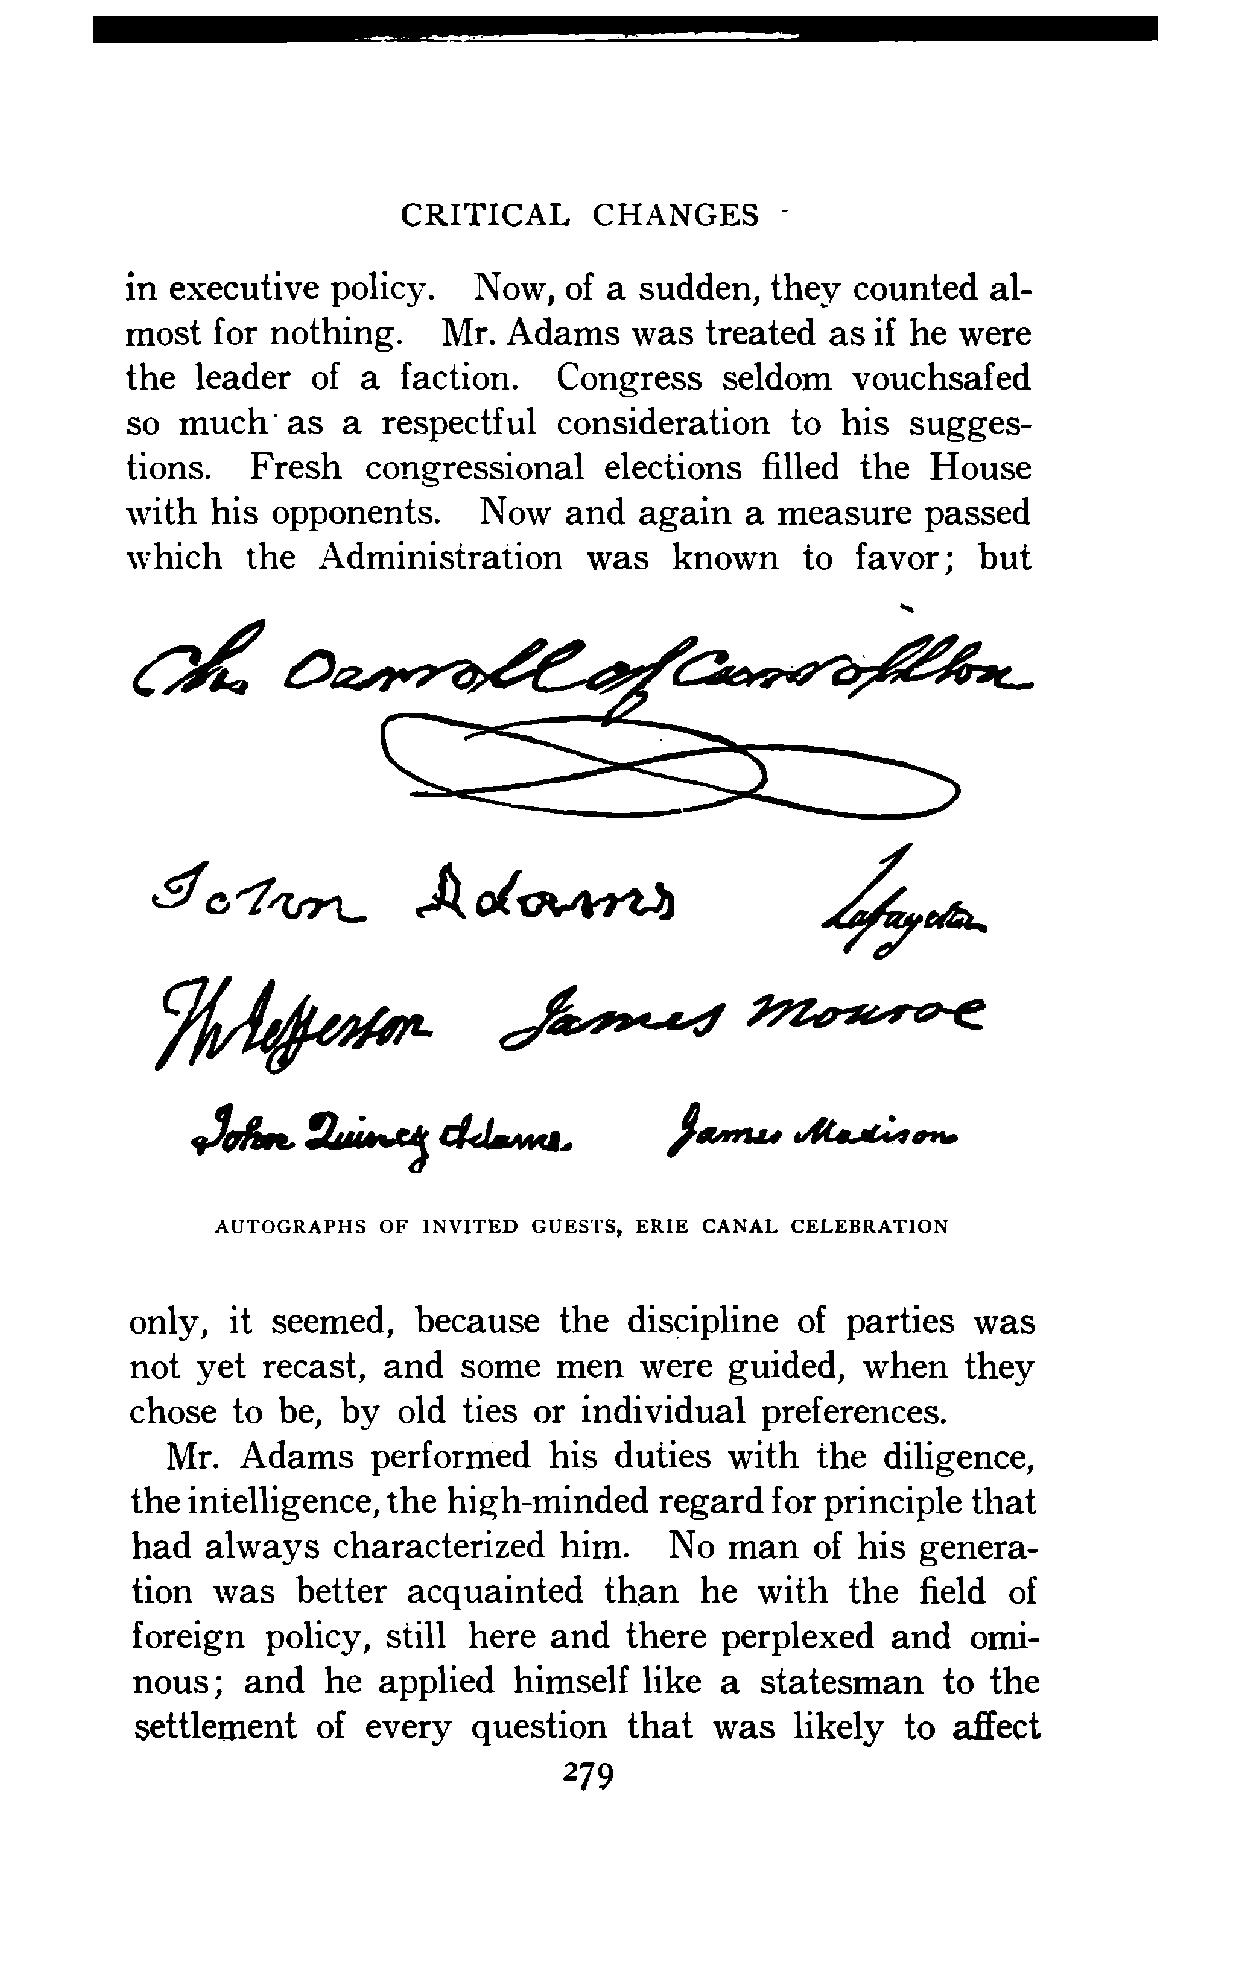 CRITICAL CHANGES
in executive policy. Now, of a sudden, they counted al-
most for nothing. Mr. Adams was treated as if he were
the leader of a faction. Congress seldom vouchsafed
so much as a respectful consideration to his sugges-
tions. Fresh congressional elections filled the House
with his opponents. Now and again a measure passed
which the Administration was known to favor; but
Ch. Carroll of Carrollton
John Adams Lafayette
Th Jefferson James Monroe
John Quincy Adams. James Madison
AUTOGRAPHS OF INVITED GUESTS, ERIE CANAL CELEBRATION
only, it seemed, because the discipline of parties was
not yet recast, and some men were guided, when they
chose to be, by old ties or individual preferences.
Mr. Adams performed his duties with the diligence,
the intelligence, the high-minded regard for principle that
had always characterized him. No man of his genera-
tion was better acquainted than he with the field of
foreign policy, still here and there perplexed and omi-
nous; and he applied himself like a statesman to the
settlement of every question that was likely to affect
279